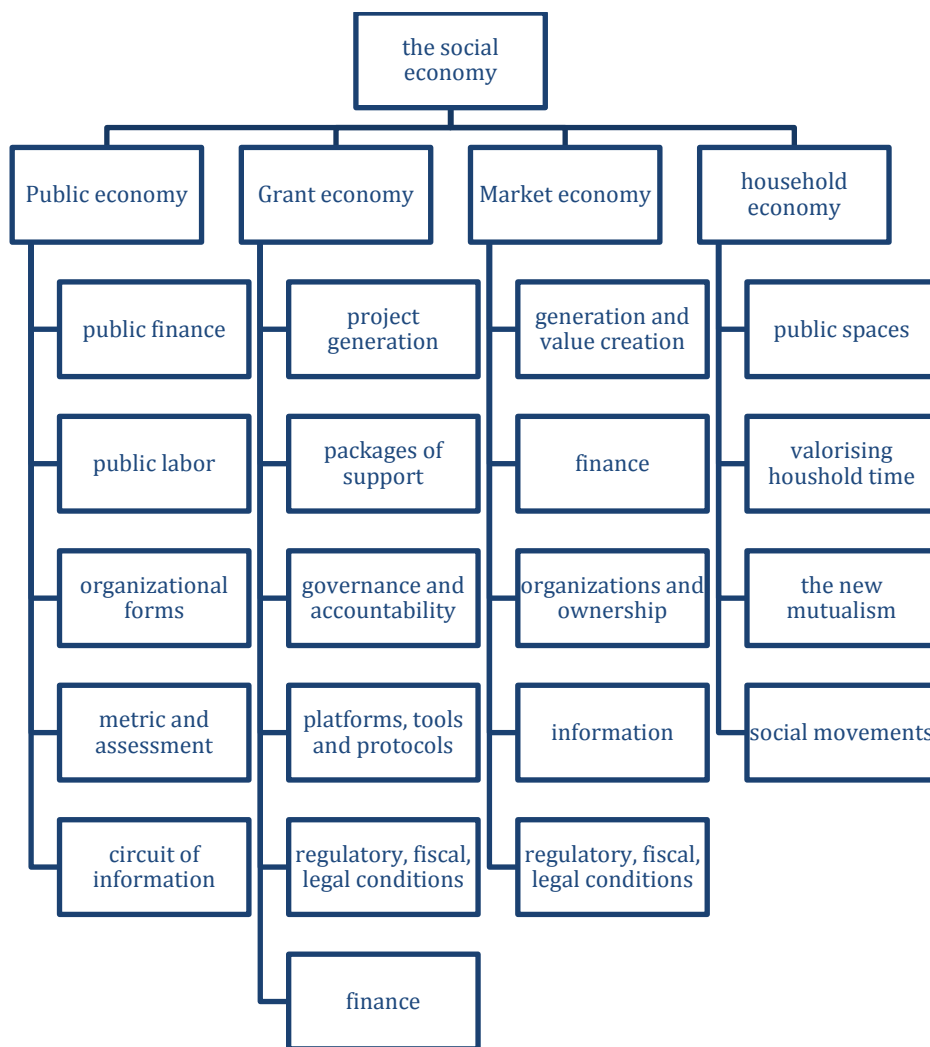 the social
economy
Public economy
Grant economy
Market economy
household
economy
public finance
project
generation
generation and
value creation
public spaces
public labor
packages of
support
finance
valorising
houshold time
organizational
forms
governance and
accountability
organizations and
ownership
the new
mutualism
metric and
assessment
platforms, tools
and protocols
information
social movements
circuit of
information
regulatory, fiscal,
legal conditions
regulatory, fiscal,
legal conditions
finance